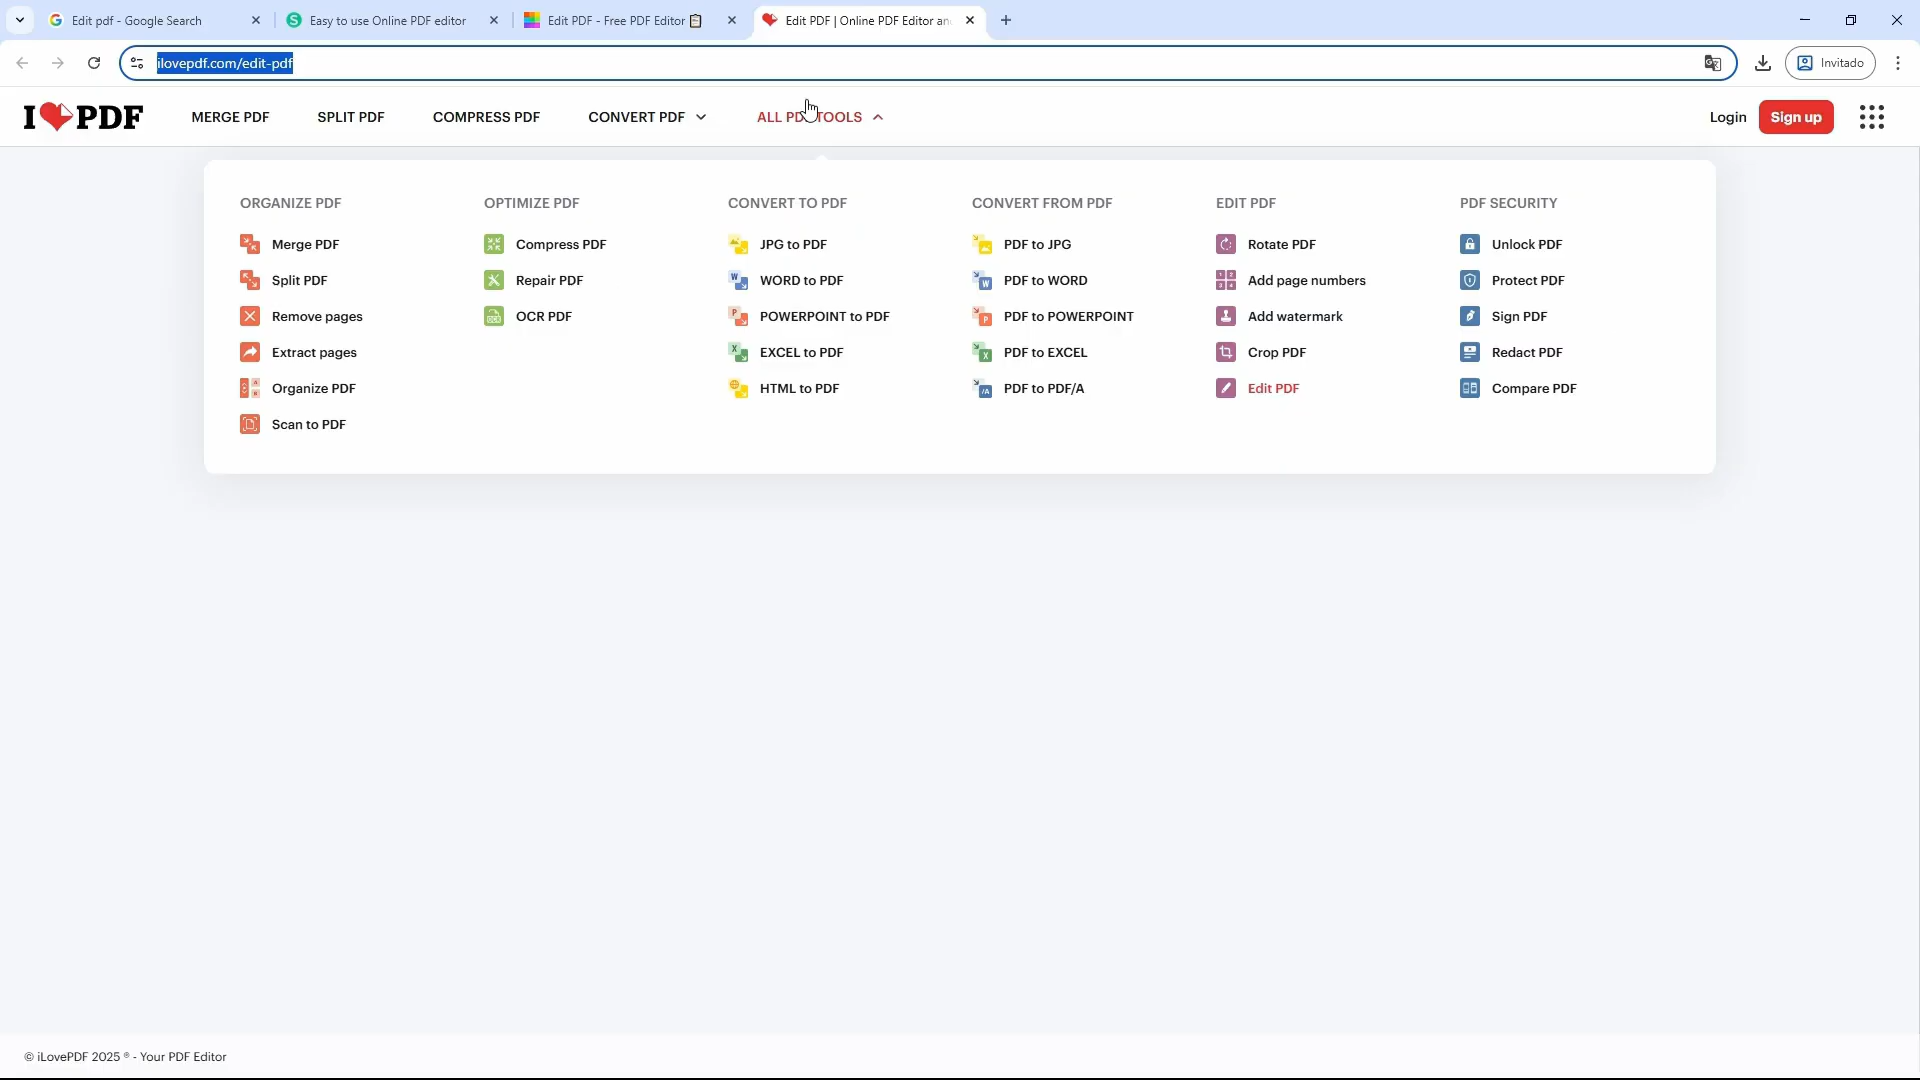 Edit pdf - Google Search
Easy to use Online PDF editor
Edit PDF - Free PDF Editor
Edit PDF | Online PDF Editor an
ilovepdf.com/edit-pdf
Invitado
I PDF
MERGE PDF
SPLIT PDF
COMPRESS PDF
CONVERT PDF
ALL PDF TOOLS
Login
Sign up
ORGANIZE PDF
Merge PDF
Split PDF
Remove pages
Extract pages
Organize PDF
Scan to PDF
OPTIMIZE PDF
Compress PDF
Repair PDF
OCR PDF
CONVERT TO PDF
JPG to PDF
WORD to PDF
POWERPOINT to PDF
EXCEL to PDF
HTML to PDF
CONVERT FROM PDF
PDF to JPG
PDF to WORD
PDF to POWERPOINT
PDF to EXCEL
PDF to PDF/A
EDIT PDF
Rotate PDF
Add page numbers
Add watermark
Crop PDF
Edit PDF
PDF SECURITY
Unlock PDF
Protect PDF
Sign PDF
Redact PDF
Compare PDF
© iLovePDF 2025 ® - Your PDF Editor